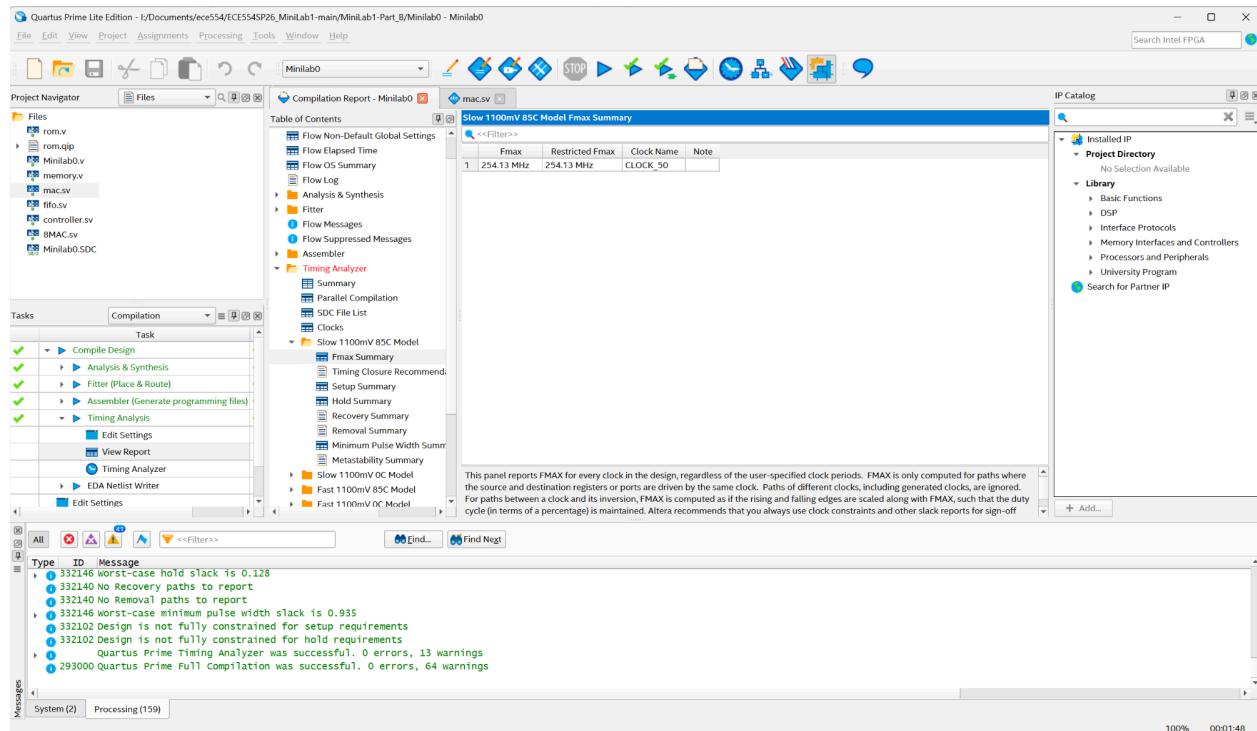 Quartus Prime Lite Edition - I:/Documents/ece554/ECE554SP26_MiniLab1-main/MiniLab1-Part_B/Minilab0 - Minilab0
File Edit View Project Assignments Processing Tools Window Help
Search Intel FPGA
Minilab0
STOP
Project Navigator
Files
Files
rom.v
rom.qip
Minilab0.v
memory.v
mac.sv
fifo.sv
controller.sv
8MAC.sv
Minilab0.SDC
Tasks
Compilation
Task
Compile Design
Analysis & Synthesis
Fitter (Place & Route)
Assembler (Generate programming files)
Timing Analysis
Edit Settings
View Report
Timing Analyzer
EDA Netlist Writer
Edit Settings
Compilation Report - Minilab0
mac.sv
Table of Contents
Flow Non-Default Global Settings
Flow Elapsed Time
Flow OS Summary
Flow Log
Analysis & Synthesis
Fitter
Flow Messages
Flow Suppressed Messages
Assembler
Timing Analyzer
Summary
Parallel Compilation
SDC File List
Clocks
Slow 1100mV 85C Model
Fmax Summary
Timing Closure Recommenda
Setup Summary
Hold Summary
Recovery Summary
Removal Summary
Minimum Pulse Width Summ
Metastability Summary
Slow 1100mV 0C Model
Fast 1100mV 85C Model
Fast 1100mV 0C Model
Slow 1100mV 85C Model Fmax Summary
<<Filter>>
Fmax Restricted Fmax Clock Name Note
1 254.13 MHz 254.13 MHz CLOCK_50
This panel reports FMAX for every clock in the design, regardless of the user-specified clock periods. FMAX is only computed for paths where
the source and destination registers or ports are driven by the same clock. Paths of different clocks, including generated clocks, are ignored.
For paths between a clock and its inversion, FMAX is computed as if the rising and falling edges are scaled along with FMAX, such that the duty
cycle (in terms of a percentage) is maintained. Altera recommends that you always use clock constraints and other slack reports for sign-off
IP Catalog
Installed IP
Project Directory
No Selection Available
Library
Basic Functions
DSP
Interface Protocols
Memory Interfaces and Controllers
Processors and Peripherals
University Program
Search for Partner IP
+ Add...
All
41
<<Filter>>
Find...
Find Next
Type ID Message
332146 Worst-case hold slack is 0.128
332140 No Recovery paths to report
332140 No Removal paths to report
332146 Worst-case minimum pulse width slack is 0.935
332102 Design is not fully constrained for setup requirements
332102 Design is not fully constrained for hold requirements
Quartus Prime Timing Analyzer was successful. 0 errors, 13 warnings
293000 Quartus Prime Full Compilation was successful. 0 errors, 64 warnings
Messages
System (2)
Processing (159)
100% 00:01:48